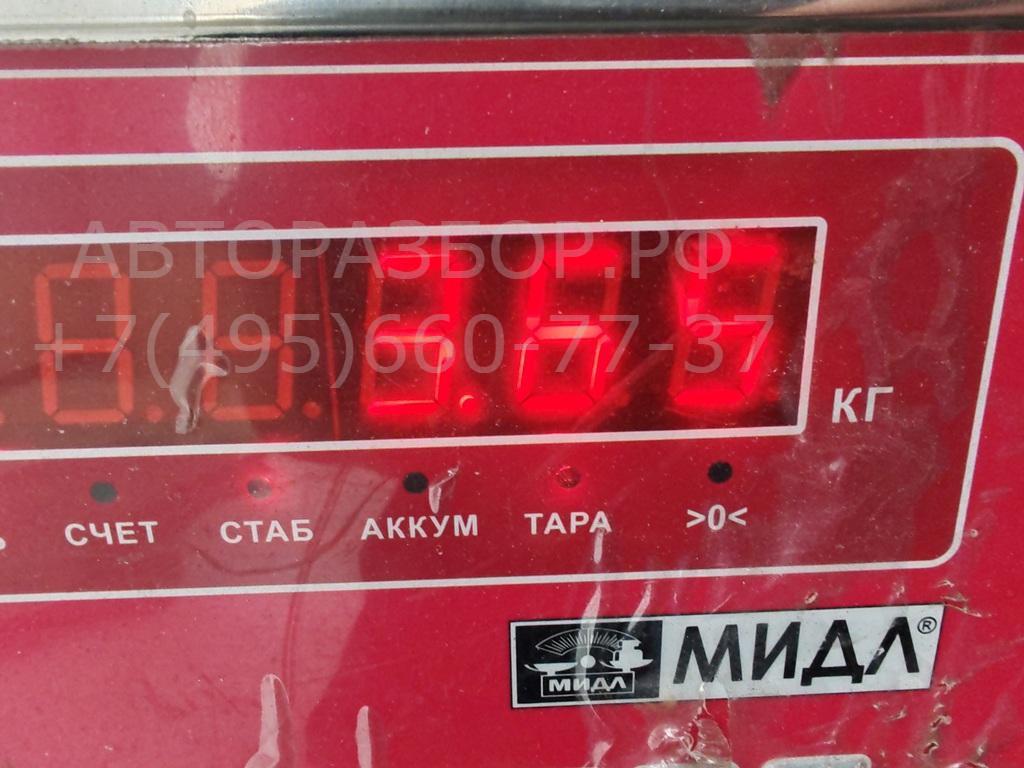 АВТОРАЗБОР.РФ
+7(495)660-77-37
КГ
СЧЕТ СТАБ АККУМ ТАРА >0<
МИДЛ МИДЛ®